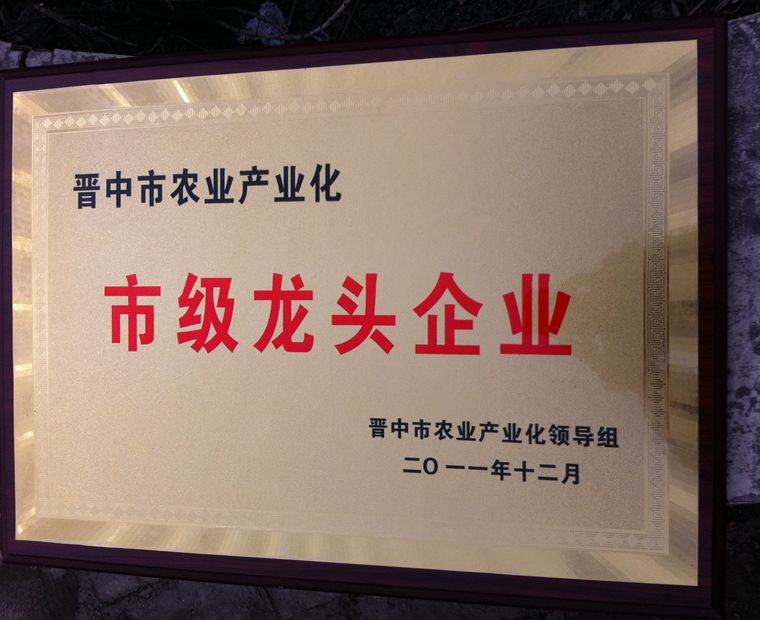 晋中市农业产业化
市级龙头企业
晋中市农业产业化领导组
二O一一年十二月